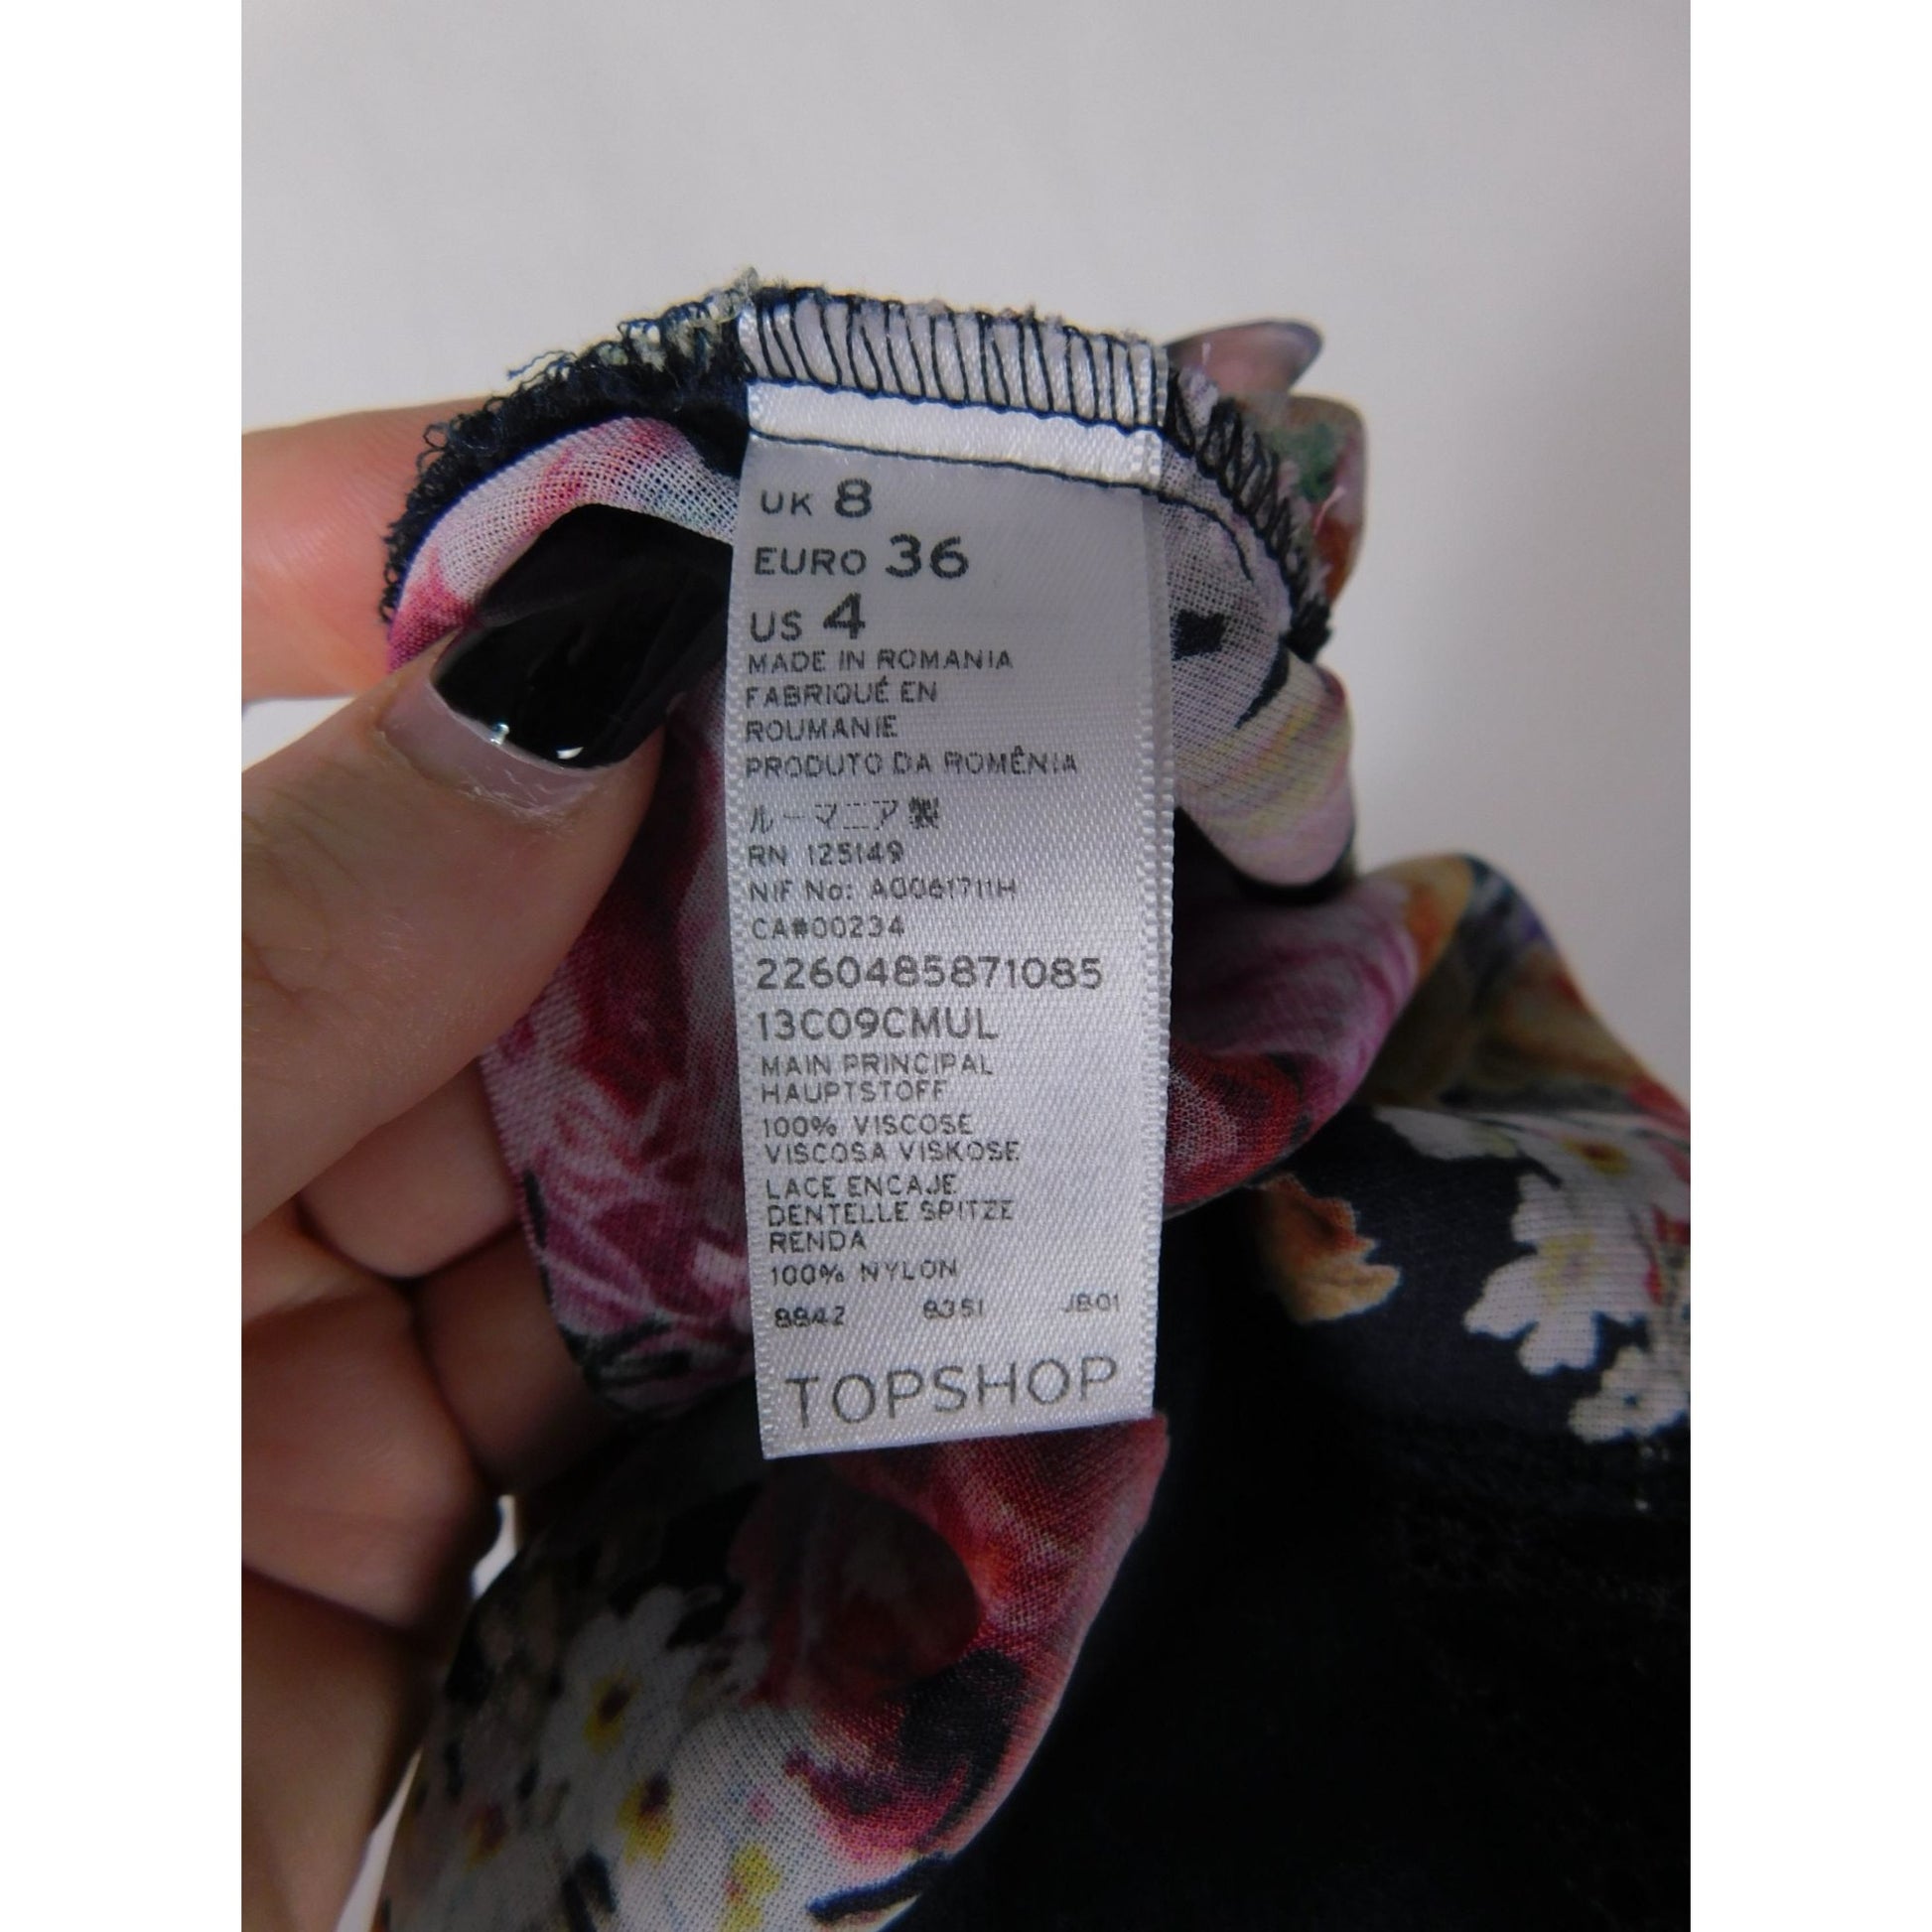 UK 8
EURO 36
US 4
MADE IN ROMANIA
FABRIQUÉ EN
ROUMANIE
PRODUTO DA ROMÊNIA
ルーマニア製
RN 125149
NIF No: A0061711H
CA#00234
2260485871085
13C09CMUL
MAIN PRINCIPAL
HAUPTSTOFF
100% VISCOSE
VISCOSA VISKOSE
LACE ENCAJE
DENTELLE SPITZE
RENDA
100% NYLON
8842 8351 JB01
TOPSHOP